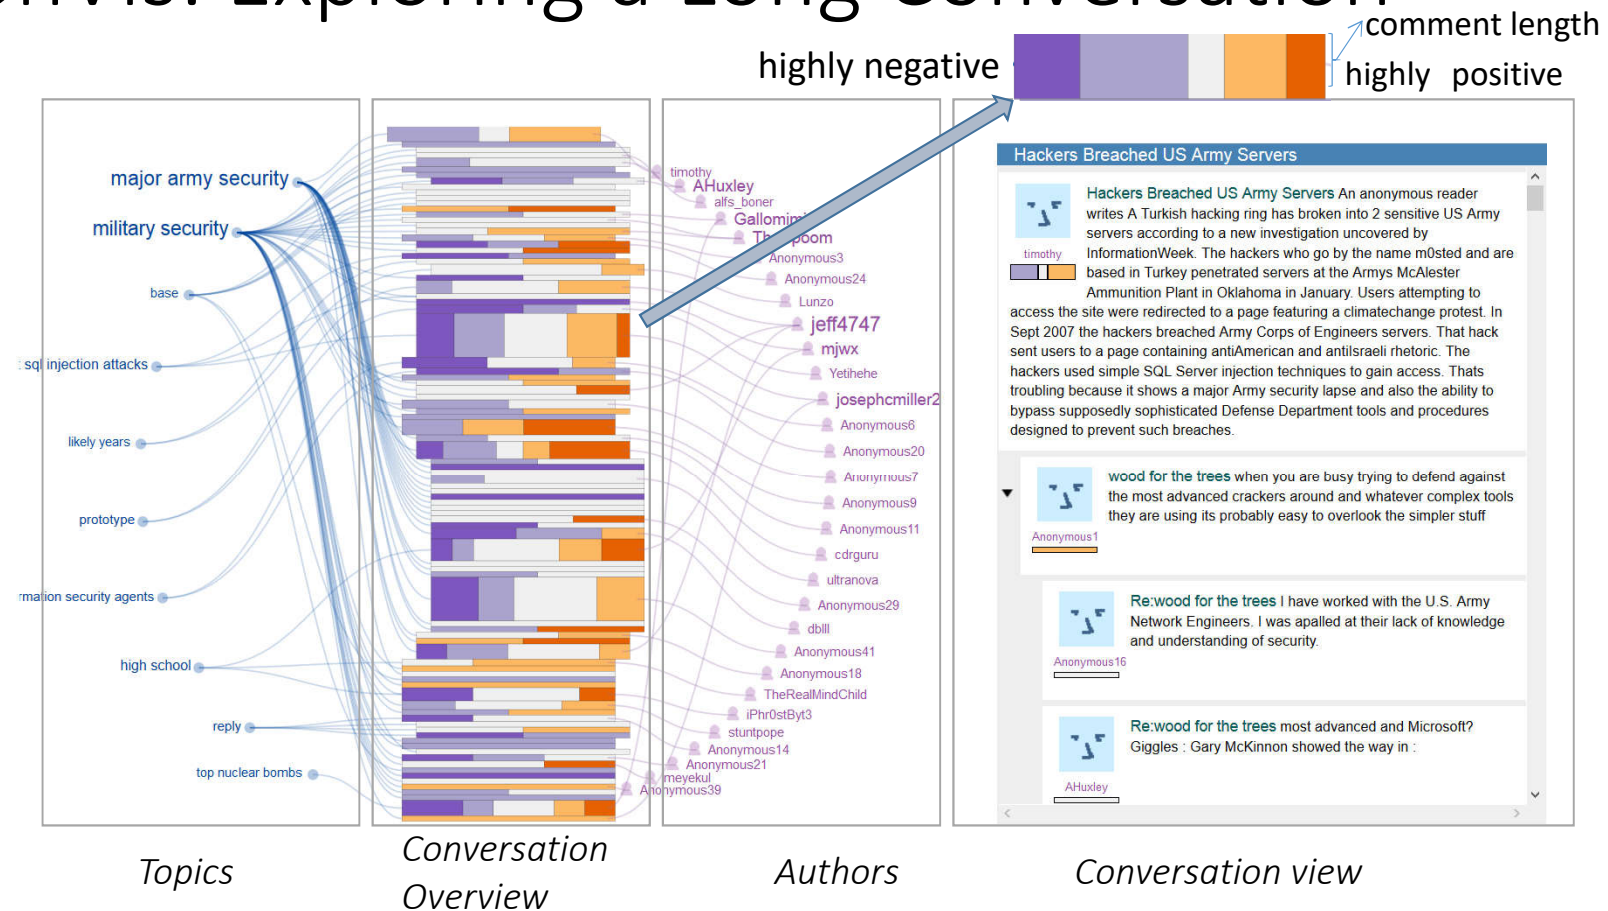 onvis: Exploring a Long Conversation
comment length
highly negative
highly positive
major army security
military security
base
sql injection attacks
likely years
prototype
security agents
high school
reply
top nuclear bombs
timothy
AHuxley
alfs_boner
Anonymous3
Anonymous24
Lunzo
jeff4747
mjwx
Yetihehe
josephcmiller2
Anonymous6
Anonymous20
Anonymous7
Anonymous9
Anonymous11
cdrguru
ultranova
Anonymous29
dblll
Anonymous41
Anonymous18
TheRealMindChild
iPhr0stByt3
stuntpope
Anonymous14
Anonymous21
meyekul
Anonymous39
Hackers Breached US Army Servers
Hackers Breached US Army Servers An anonymous reader
writes A Turkish hacking ring has broken into 2 sensitive US Army
servers according to a new investigation uncovered by
InformationWeek. The hackers who go by the name m0sted and are
based in Turkey penetrated servers at the Armys McAlester
Ammunition Plant in Oklahoma in January. Users attempting to
access the site were redirected to a page featuring a climatechange protest. In
Sept 2007 the hackers breached Army Corps of Engineers servers. That hack
sent users to a page containing antiAmerican and antiIsraeli rhetoric. The
hackers used simple SQL Server injection techniques to gain access. Thats
troubling because it shows a major Army security lapse and also the ability to
bypass supposedly sophisticated Defense Department tools and procedures
designed to prevent such breaches.
timothy
wood for the trees when you are busy trying to defend against
the most advanced crackers around and whatever complex tools
they are using its probably easy to overlook the simpler stuff
Anonymous1
Re:wood for the trees I have worked with the U.S. Army
Network Engineers. I was apalled at their lack of knowledge
and understanding of security.
Anonymous16
Re:wood for the trees most advanced and Microsoft?
Giggles : Gary McKinnon showed the way in :
AHuxley
Topics
Conversation
Overview
Authors
Conversation view